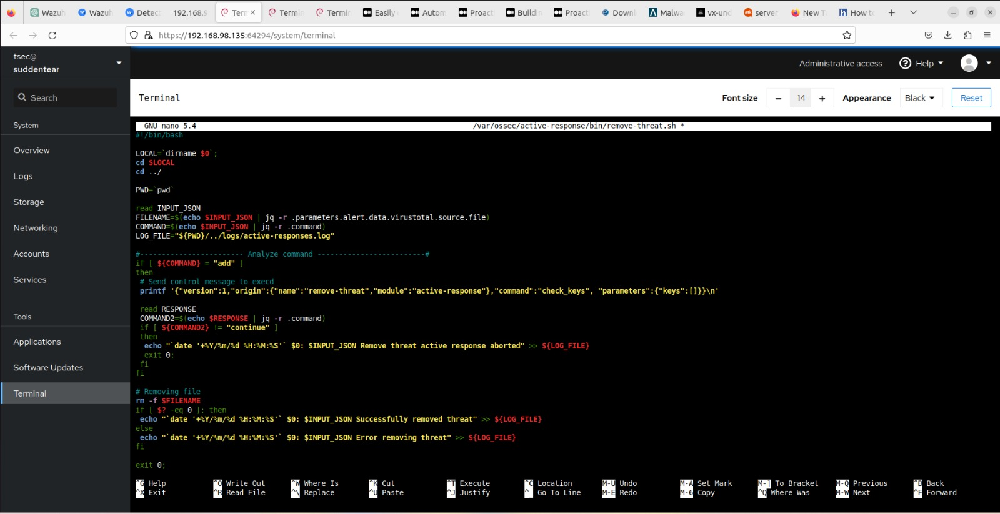 Wazuh
Wazuh
Detect
192.168.9
Term
Termin
Termin
Easily
Autom
Proact
Buildin
Proact
Downl
Malwa
vx-und
server
New T
How to
https://192.168.98.135:64294/system/terminal
tsec@
suddentear
Administrative access
Help
Search
Terminal
Font size
14
Appearance
Black
Reset
System
Overview
Logs
Storage
Networking
Accounts
Services
Tools
Applications
Software Updates
Terminal
GNU nano 5.4 /var/ossec/active-response/bin/remove-threat.sh *
#!/bin/bash
LOCAL=`dirname $0`;
cd $LOCAL
cd ../
PWD=`pwd`
read INPUT_JSON
FILENAME=$(echo $INPUT_JSON | jq -r .parameters.alert.data.virustotal.source.file)
COMMAND=$(echo $INPUT_JSON | jq -r .command)
LOG_FILE="${PWD}/../logs/active-responses.log"
#------------------------ Analyze command -------------------------#
if [ ${COMMAND} = "add" ]
then
# Send control message to execd
printf '{"version":1,"origin":{"name":"remove-threat","module":"active-response"},"command":"check_keys", "parameters":{"keys":[]}}\n'
read RESPONSE
COMMAND2=$(echo $RESPONSE | jq -r .command)
if [ ${COMMAND2} != "continue" ]
then
echo "`date '+%Y/%m/%d %H:%M:%S'` $0: $INPUT_JSON Remove threat active response aborted" >> ${LOG_FILE}
exit 0;
fi
fi
# Removing file
rm -f $FILENAME
if [ $? -eq 0 ]; then
echo "`date '+%Y/%m/%d %H:%M:%S'` $0: $INPUT_JSON Successfully removed threat" >> ${LOG_FILE}
else
echo "`date '+%Y/%m/%d %H:%M:%S'` $0: $INPUT_JSON Error removing threat" >> ${LOG_FILE}
fi
exit 0;
^G Help ^O Write Out ^W Where Is ^K Cut ^T Execute ^C Location M-U Undo M-A Set Mark M-] To Bracket M-Q Previous ^B Back
^X Exit ^R Read File ^\ Replace ^U Paste ^J Justify ^_ Go To Line M-E Redo M-6 Copy ^Q Where Was M-W Next ^F Forward